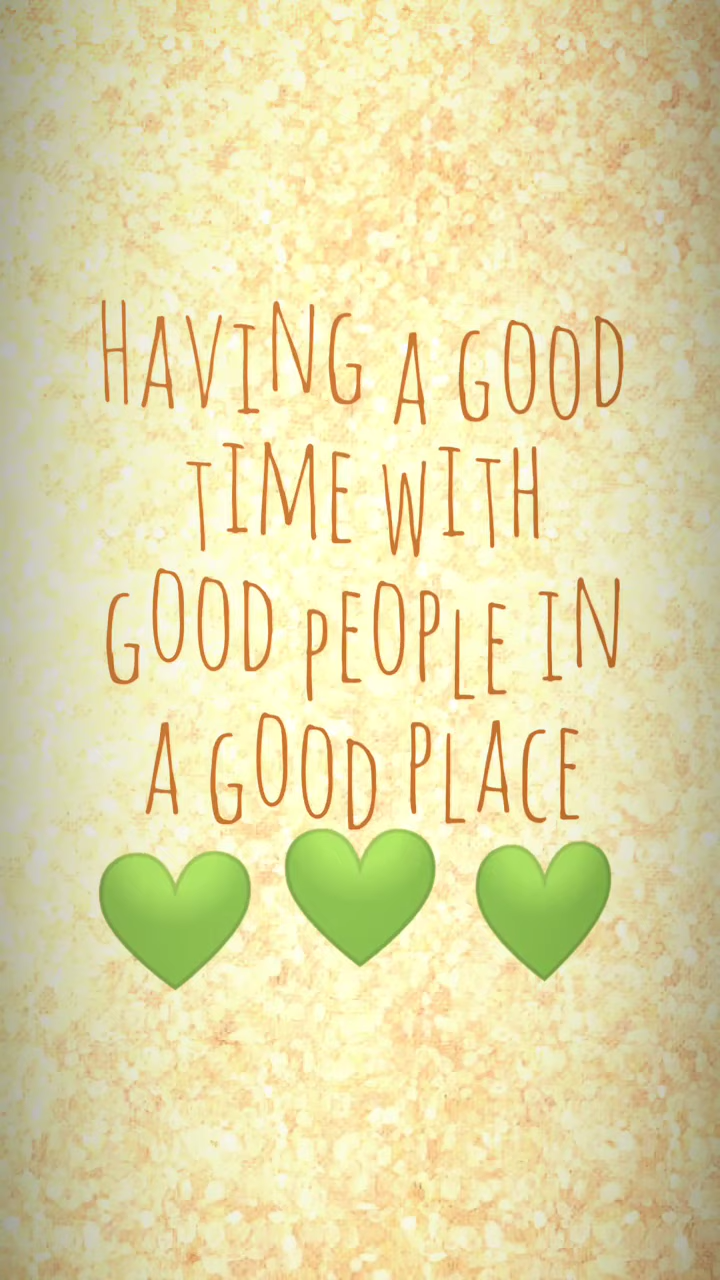 HAVING A GOOD
TIME WITH
GOOD PEOPLE IN
A GOOD PLACE
💚 💚 💚